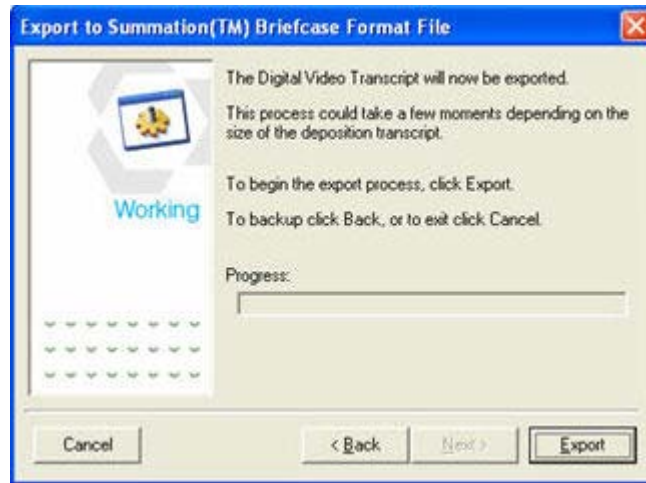 Export to Summation(TM) Briefcase Format File
The Digital Video Transcript will now be exported.
This process could take a few moments depending on the
size of the deposition transcript.
Working
To begin the export process, click Export.
To backup click Back, or to exit click Cancel.
Progress:
Cancel
< Back
Next >
Export